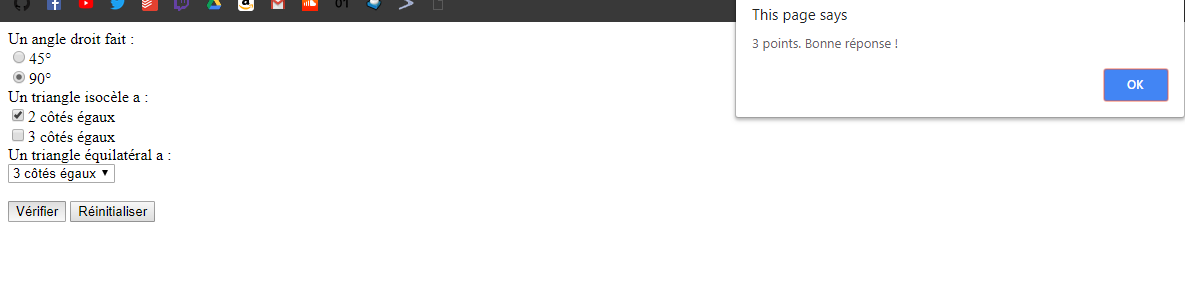 This page says
3 points. Bonne réponse !
OK
Un angle droit fait :
45°
90°
Un triangle isocèle a :
2 côtés égaux
3 côtés égaux
Un triangle équilatéral a :
3 côtés égaux
Vérifier Réinitialiser